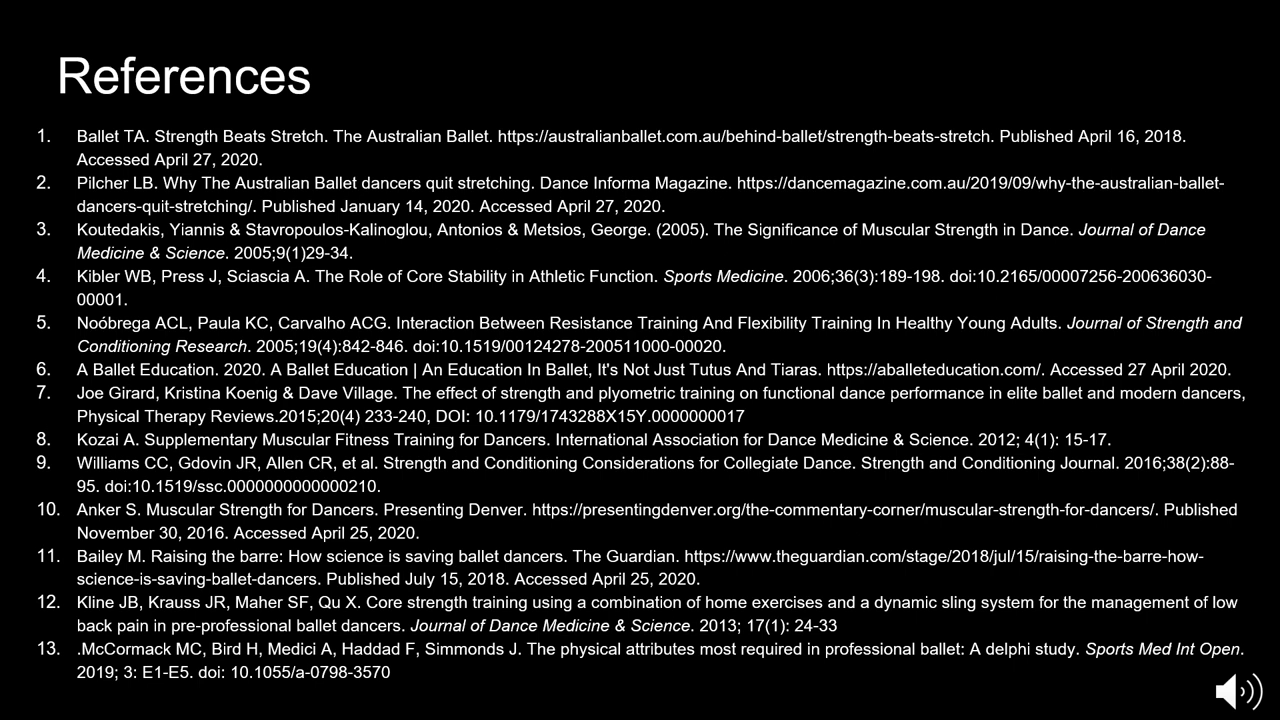 References
1. Ballet TA. Strength Beats Stretch. The Australian Ballet. https://australianballet.com.au/behind-ballet/strength-beats-stretch. Published April 16, 2018.
Accessed April 27, 2020.
2. Pilcher LB. Why The Australian Ballet dancers quit stretching. Dance Informa Magazine. https://dancemagazine.com.au/2019/09/why-the-australian-ballet-
dancers-quit-stretching/. Published January 14, 2020. Accessed April 27, 2020.
3. Koutedakis, Yiannis & Stavropoulos-Kalinoglou, Antonios & Metsios, George. (2005). The Significance of Muscular Strength in Dance. Journal of Dance
Medicine & Science. 2005;9(1)29-34.
4. Kibler WB, Press J, Sciascia A. The Role of Core Stability in Athletic Function. Sports Medicine. 2006;36(3):189-198. doi:10.2165/00007256-200636030-
00001.
5. Noóbrega ACL, Paula KC, Carvalho ACG. Interaction Between Resistance Training And Flexibility Training In Healthy Young Adults. Journal of Strength and
Conditioning Research. 2005;19(4):842-846. doi:10.1519/00124278-200511000-00020.
6. A Ballet Education. 2020. A Ballet Education | An Education In Ballet, It's Not Just Tutus And Tiaras. https://aballeteducation.com/. Accessed 27 April 2020.
7. Joe Girard, Kristina Koenig & Dave Village. The effect of strength and plyometric training on functional dance performance in elite ballet and modern dancers,
Physical Therapy Reviews.2015;20(4) 233-240, DOI: 10.1179/1743288X15Y.0000000017
8. Kozai A. Supplementary Muscular Fitness Training for Dancers. International Association for Dance Medicine & Science. 2012; 4(1): 15-17.
9. Williams CC, Gdovin JR, Allen CR, et al. Strength and Conditioning Considerations for Collegiate Dance. Strength and Conditioning Journal. 2016;38(2):88-
95. doi:10.1519/ssc.0000000000000210.
10. Anker S. Muscular Strength for Dancers. Presenting Denver. https://presentingdenver.org/the-commentary-corner/muscular-strength-for-dancers/. Published
November 30, 2016. Accessed April 25, 2020.
11. Bailey M. Raising the barre: How science is saving ballet dancers. The Guardian. https://www.theguardian.com/stage/2018/jul/15/raising-the-barre-how-
science-is-saving-ballet-dancers. Published July 15, 2018. Accessed April 25, 2020.
12. Kline JB, Krauss JR, Maher SF, Qu X. Core strength training using a combination of home exercises and a dynamic sling system for the management of low
back pain in pre-professional ballet dancers. Journal of Dance Medicine & Science. 2013; 17(1): 24-33
13. .McCormack MC, Bird H, Medici A, Haddad F, Simmonds J. The physical attributes most required in professional ballet: A delphi study. Sports Med Int Open.
2019; 3: E1-E5. doi: 10.1055/a-0798-3570